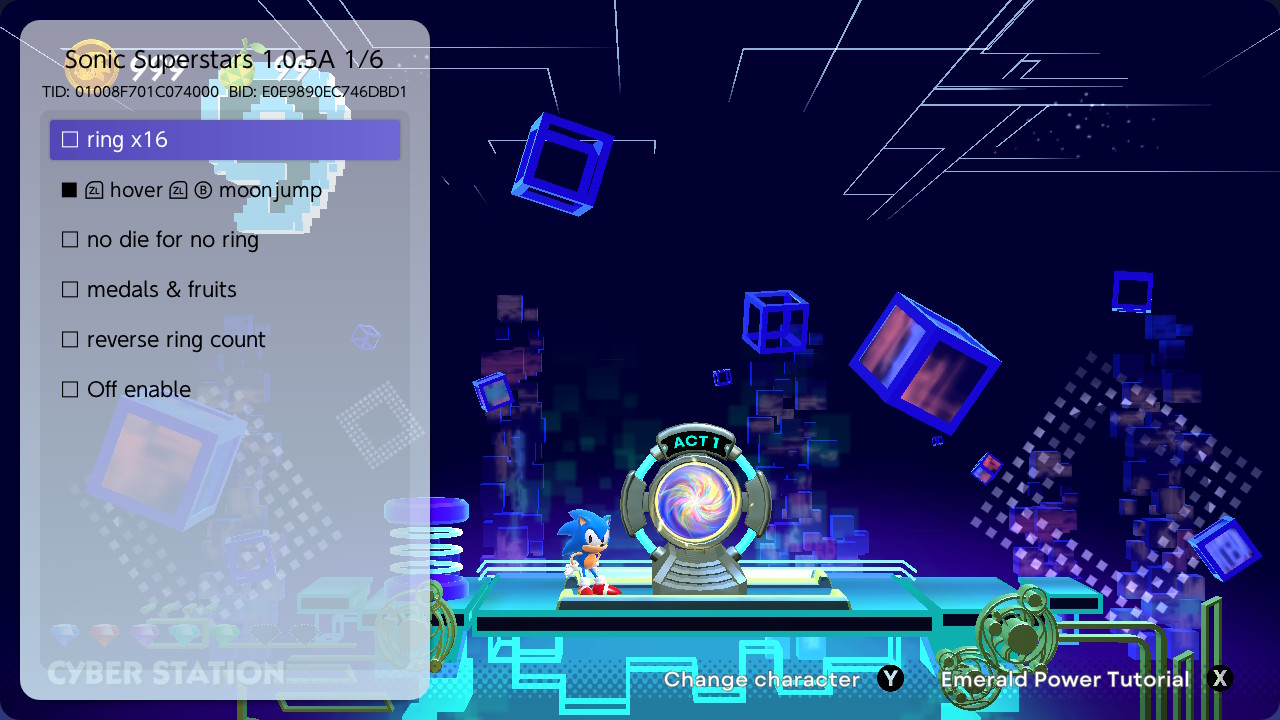 Sonic Superstars 1.0.5A 1/6
999
99
TID: 01008F701C074000 BID: E0E9890EC746DBD1
□ ring x16
■ ZL hover ZL B moonjump
□ no die for no ring
□ medals & fruits
□ reverse ring count
□ Off enable
ACT 1
CYBER STATION
Change character Y
Emerald Power Tutorial X